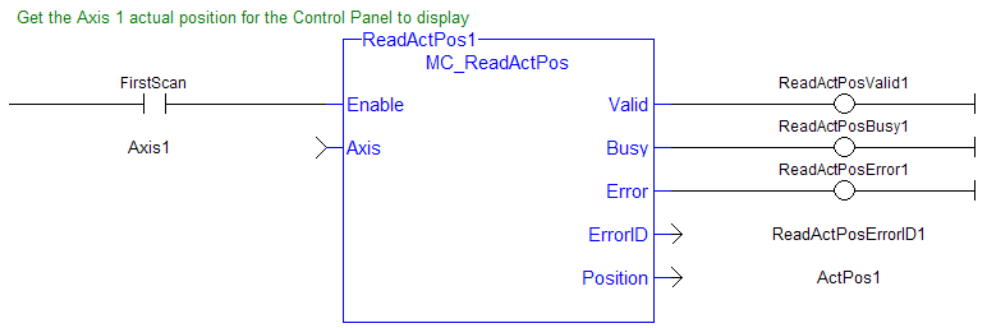 Get the Axis 1 actual position for the Control Panel to display
ReadActPos1
MC_ReadActPos
FirstScan
ReadActPosValid1
Enable
Valid
ReadActPosBusy1
Axis1
Axis
Busy
ReadActPosError1
Error
ErrorID
ReadActPosErrorID1
Position
ActPos1